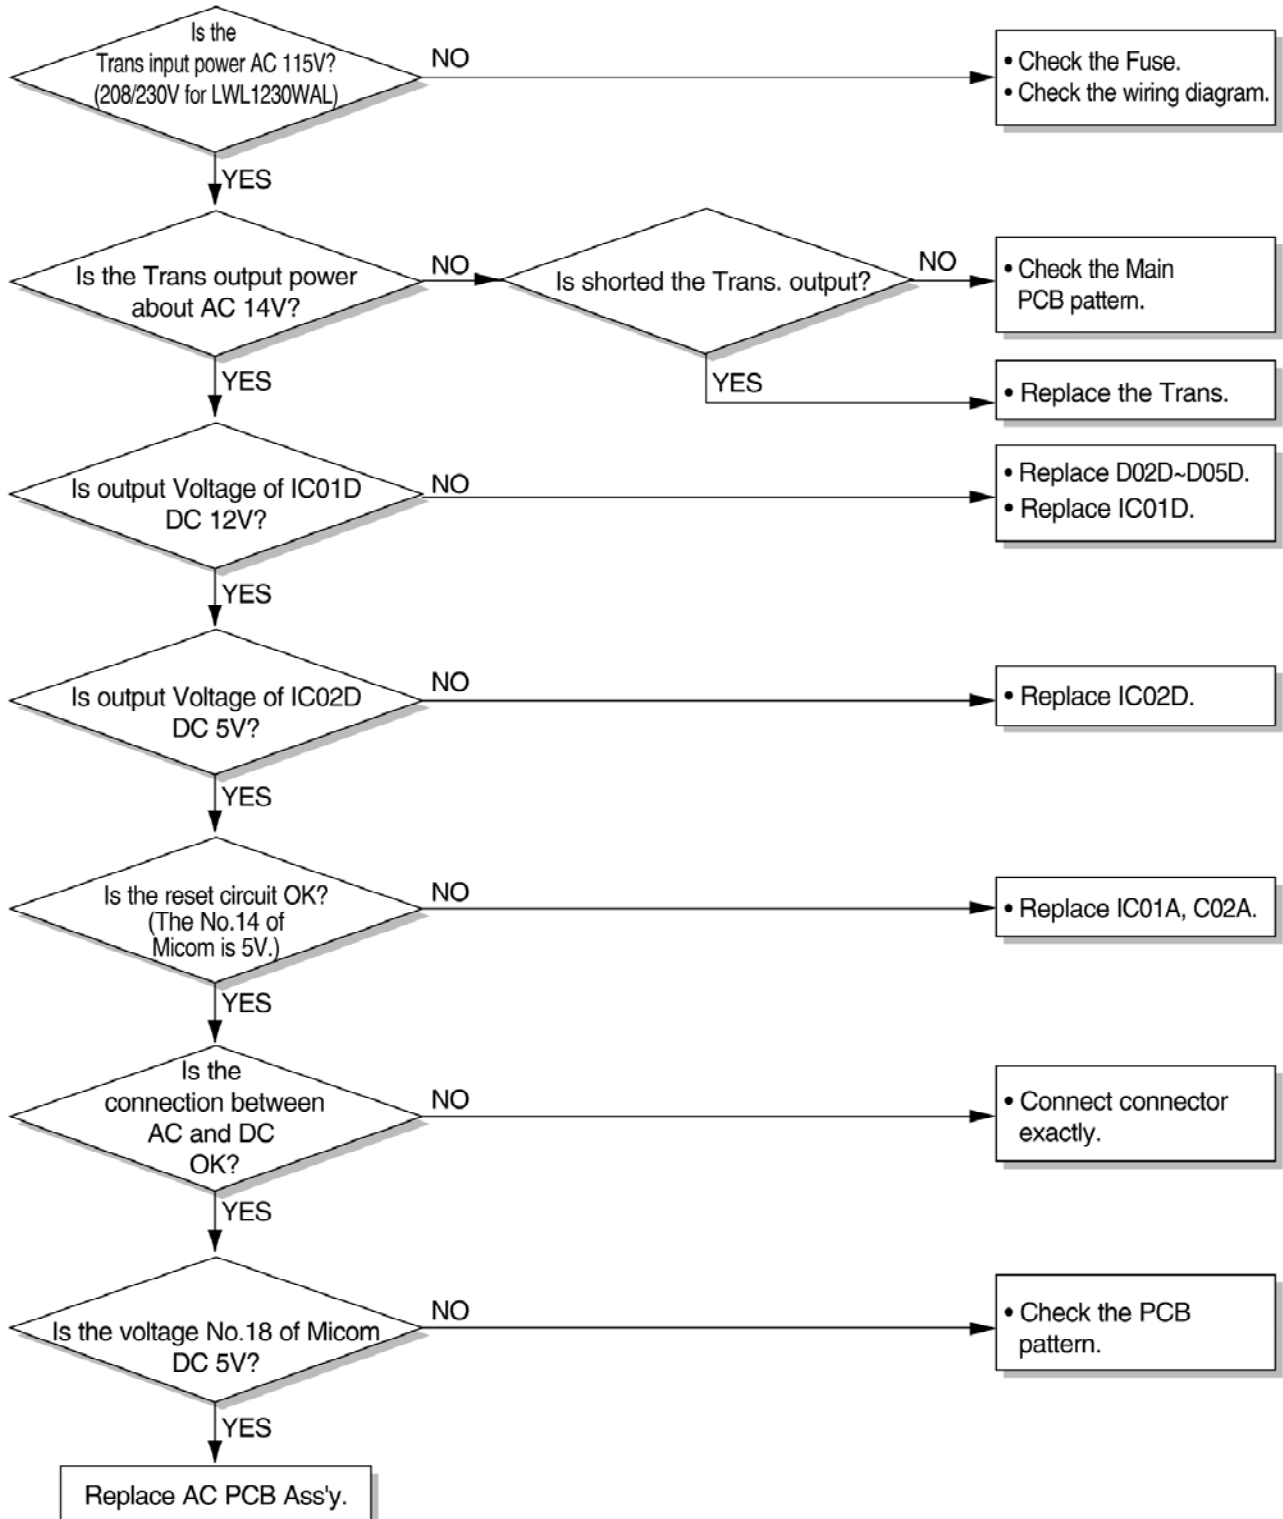 Is the
Trans input power AC 115V?
(208/230V for LWL1230WAL)
NO
• Check the Fuse.
• Check the wiring diagram.
YES
Is the Trans output power
about AC 14V?
NO
Is shorted the Trans. output?
NO
• Check the Main
PCB pattern.
YES
• Replace the Trans.
YES
Is output Voltage of IC01D
DC 12V?
NO
• Replace D02D~D05D.
• Replace IC01D.
YES
Is output Voltage of IC02D
DC 5V?
NO
• Replace IC02D.
YES
Is the reset circuit OK?
(The No.14 of
Micom is 5V.)
NO
• Replace IC01A, C02A.
YES
Is the
connection between
AC and DC
OK?
NO
• Connect connector
exactly.
YES
Is the voltage No.18 of Micom
DC 5V?
NO
• Check the PCB
pattern.
YES
Replace AC PCB Ass'y.